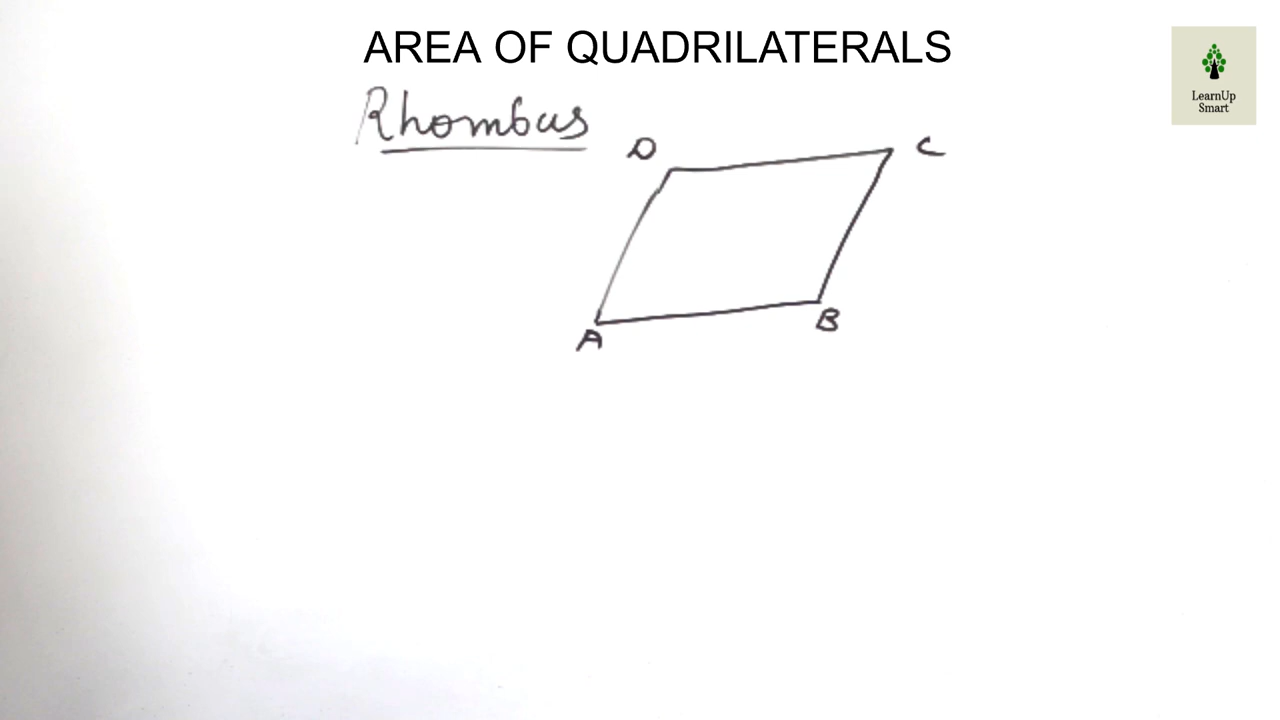 AREA OF QUADRILATERALS
LearnUp
Smart
Rhombus
D
C
A
B